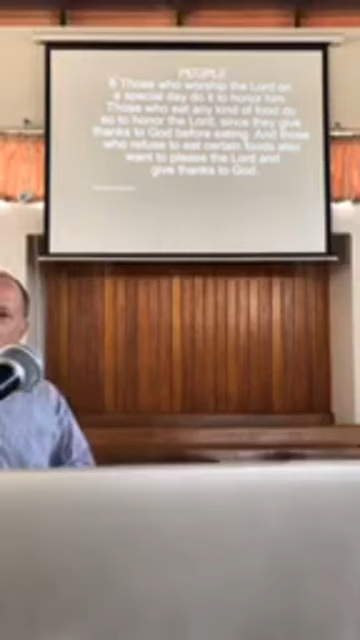 PEOPLE
6 Those who worship the Lord on
a special day do it to honor him.
Those who eat any kind of food do
so to honor the Lord, since they give
thanks to God before eating. And those
who refuse to eat certain foods also
want to please the Lord and
give thanks to God.